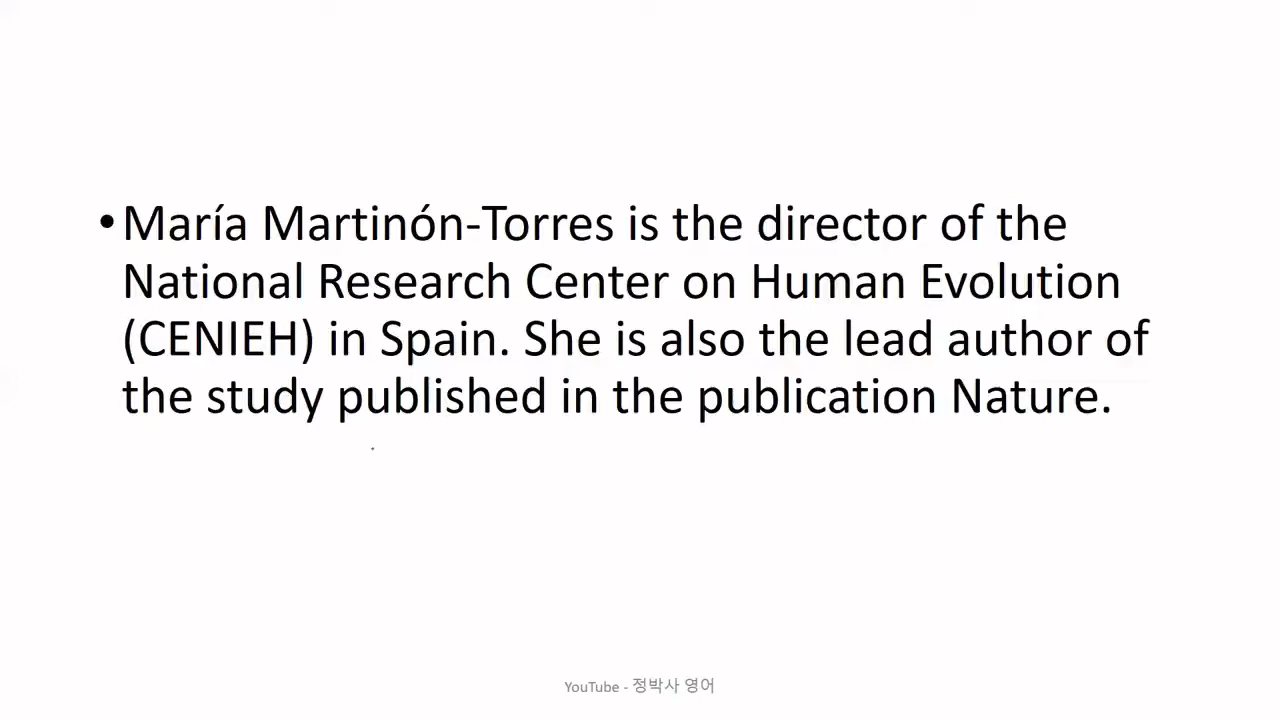 •María Martinón-Torres is the director of the
National Research Center on Human Evolution
(CENIEH) in Spain. She is also the lead author of
the study published in the publication Nature.
YouTube - 정박사 영어